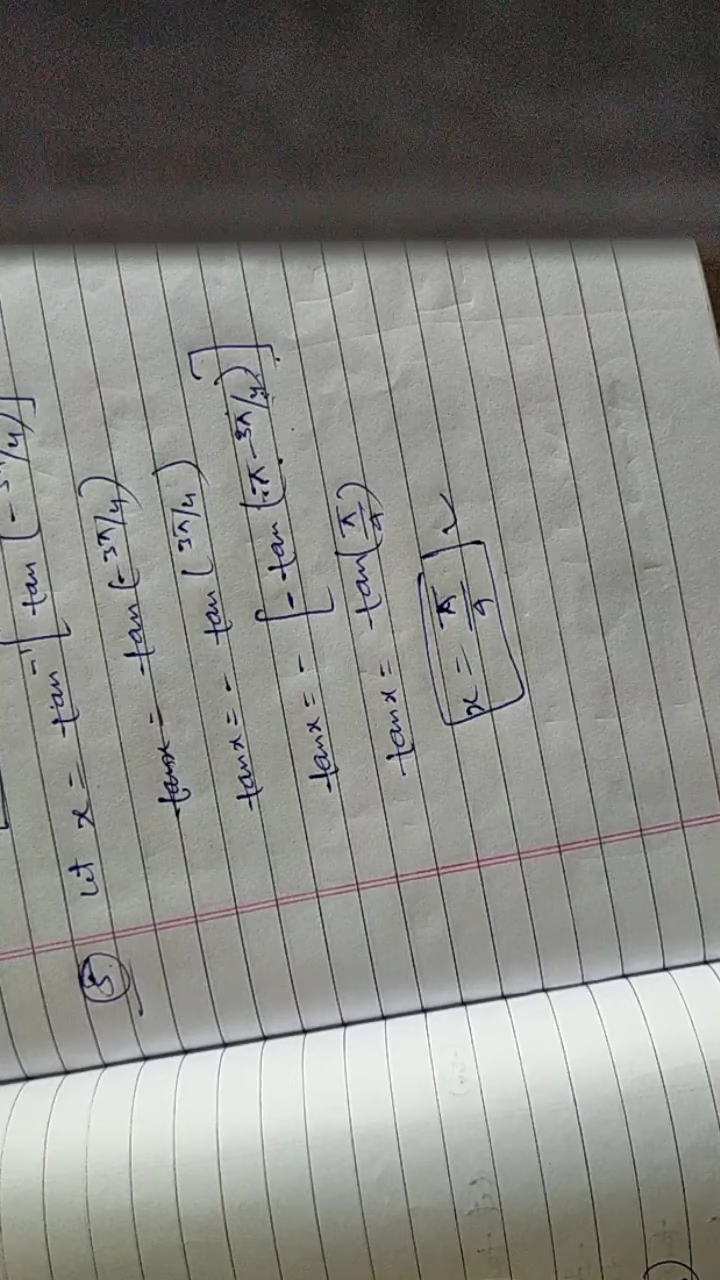 ⑤ Let x = tan⁻¹[tan(-3π/4)]
tanx = tan(-3π/4)
tanx = - tan(3π/4)
tanx = - [- tan(π - 3π/4)]
tanx = tan(π/4)
x = π/4 ✓